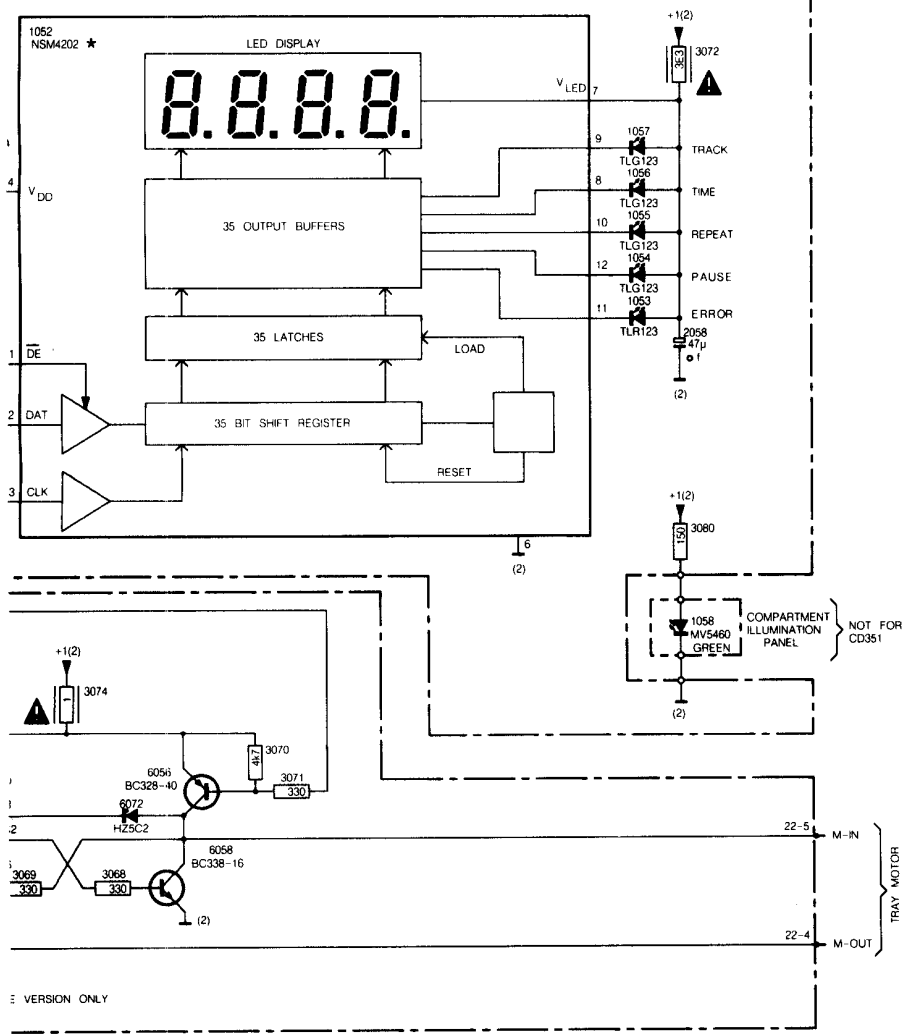 1052
NSM4202 *
LED DISPLAY
8.8.8.8.
+1(2)
3E3
3072
V LED 7
9
1057
TLG123
TRACK
8
1056
TLG123
TIME
10
1055
TLG123
REPEAT
12
1054
TLG123
PAUSE
11
1053
TLR123
ERROR
2058
47µ
f
(2)
4
V DD
35 OUTPUT BUFFERS
35 LATCHES
LOAD
1
DE
2
DAT
35 BIT SHIFT REGISTER
RESET
3
CLK
6
(2)
+1(2)
150
3080
1058
MV5460
GREEN
COMPARTMENT
ILLUMINATION
PANEL
NOT FOR
CD351
(2)
+1(2)
1
3074
6056
BC328-40
4k7
3070
3071
330
6072
HZ5C2
6058
BC338-16
3069
330
3068
330
(2)
22-5
M-IN
22-4
M-OUT
TRAY MOTOR
VERSION ONLY